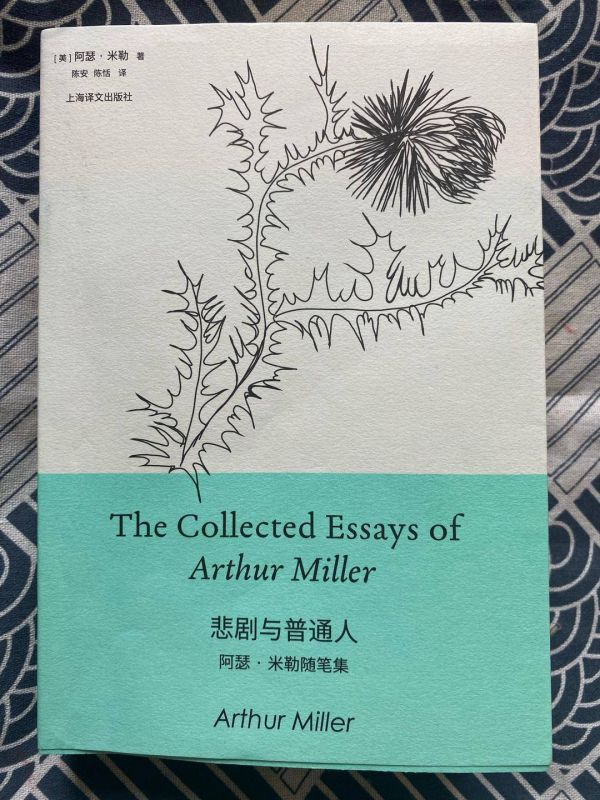 [美]阿瑟·米勒 著
陈安 陈恬 译
上海译文出版社
The Collected Essays of
Arthur Miller
悲剧与普通人
阿瑟·米勒随笔集
Arthur Miller